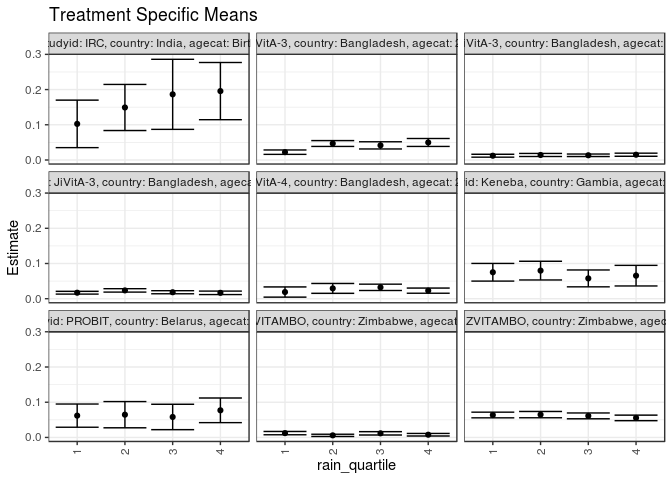 Treatment Specific Means
udyid: IRC, country: India, agecat: Birt
VitA-3, country: Bangladesh, agecat: 2
VitA-3, country: Bangladesh, agecat:
0.3
0.2
0.1
0.0
: JiVitA-3, country: Bangladesh, ageca
VitA-4, country: Bangladesh, agecat: 2
id: Keneba, country: Gambia, agecat:
0.3
0.2
0.1
0.0
id: PROBIT, country: Belarus, agecat:
VITAMBO, country: Zimbabwe, agecat
ZVITAMBO, country: Zimbabwe, agec
0.3
0.2
0.1
0.0
Estimate
1 2 3 4
1 2 3 4
1 2 3 4
rain_quartile